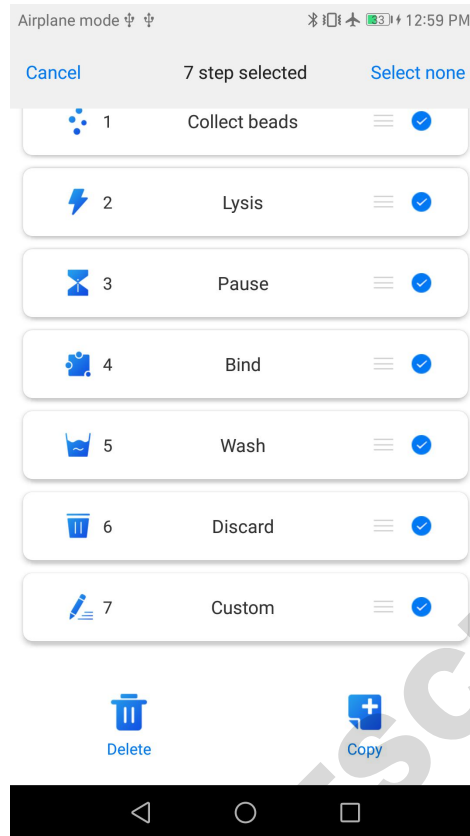 Airplane mode 33 12:59 PM
Cancel 7 step selected Select none
1 Collect beads
2 Lysis
3 Pause
4 Bind
5 Wash
6 Discard
7 Custom
Delete Copy